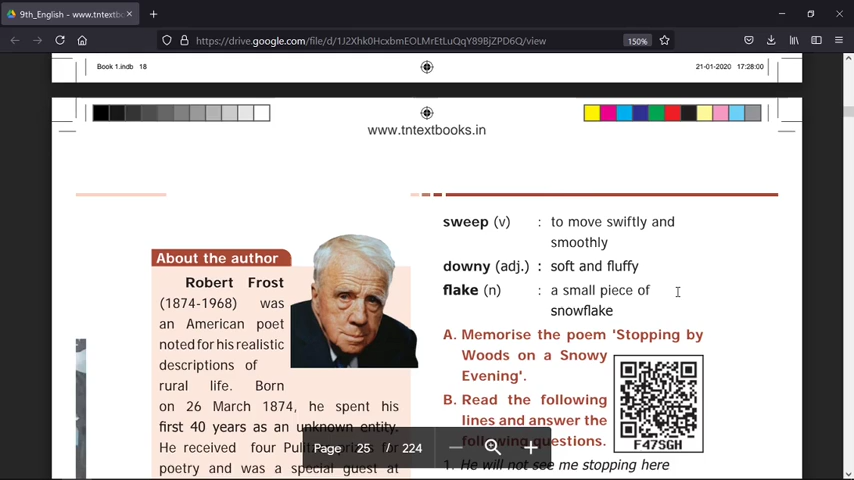 9th_English - www.tntextbooks
https://drive.google.com/file/d/1J2Xhk0HcxbmEOLMrEtLuQqY89BjZPD6Q/view
150%
Book 1.indb 18
21-01-2020 17:28:00
www.tntextbooks.in
About the author
Robert Frost
(1874-1968) was
an American poet
noted for his realistic
descriptions of
rural life. Born
on 26 March 1874, he spent his
first 40 years as an unknown entity.
He received four Pulitzer prizes for
poetry and was a special guest at
sweep (v) : to move swiftly and
smoothly
downy (adj.) : soft and fluffy
flake (n) : a small piece of
snowflake
A. Memorise the poem 'Stopping by
Woods on a Snowy
Evening'.
B. Read the following
lines and answer the
following questions.
F47SGH
1. He will not see me stopping here
Page 25 / 224